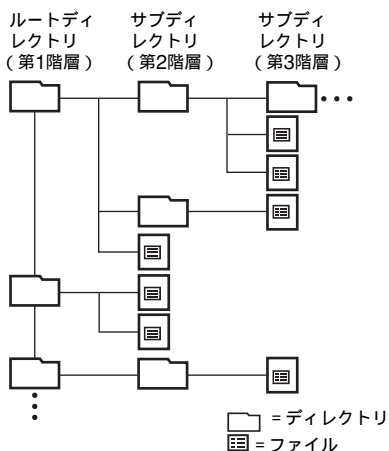 ルートディ
レクトリ
(第1階層)
サブディ
レクトリ
(第2階層)
サブディ
レクトリ
(第3階層)
=ディレクトリ
=ファイル